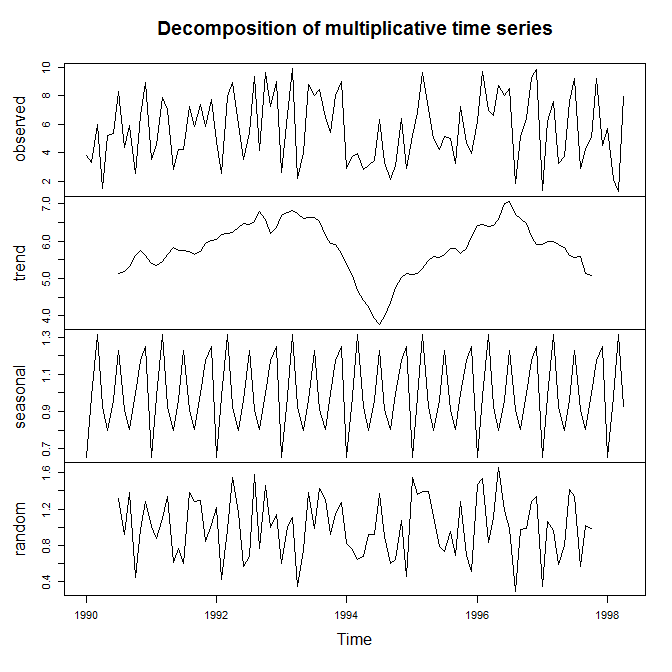 Decomposition of multiplicative time series
observed
2 4 6 8 10
trend
4.0 5.0 6.0 7.0
seasonal
0.7 0.9 1.1 1.3
random
0.4 0.8 1.2 1.6
1990 1992 1994 1996 1998
Time